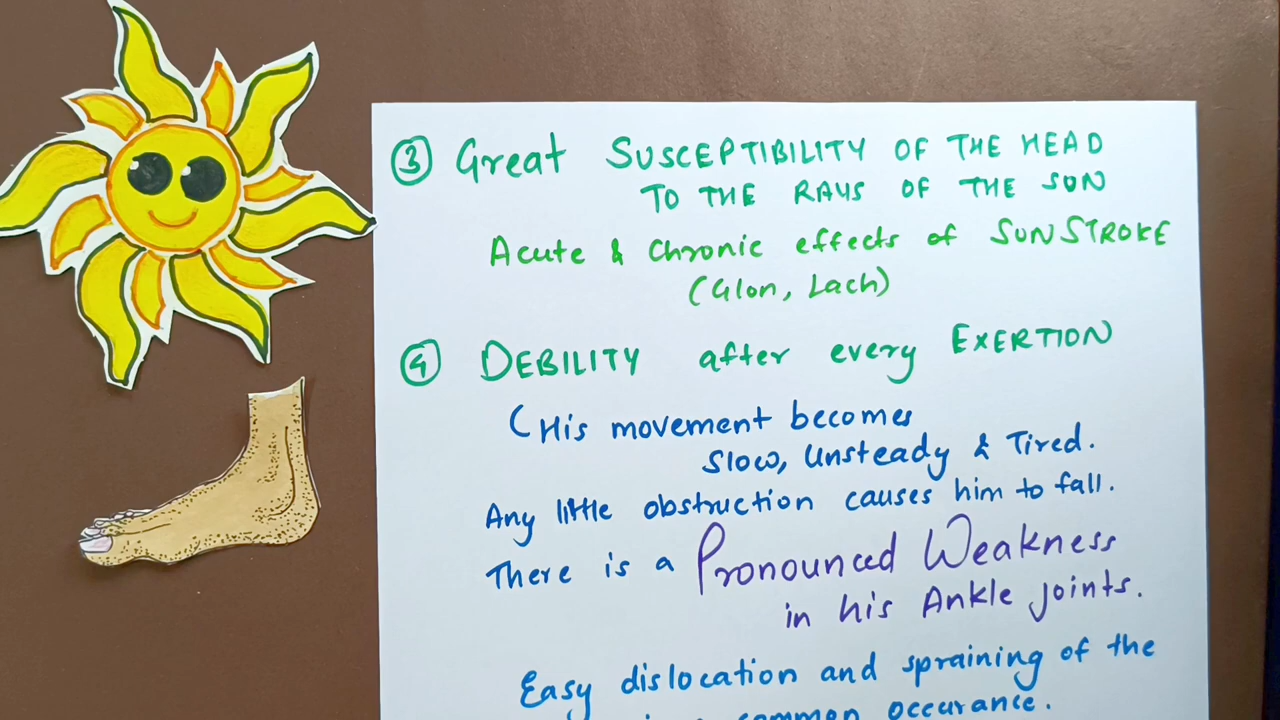 ③ Great SUSCEPTIBILITY OF THE HEAD
TO THE RAYS OF THE SUN
Acute & Chronic effects of SUNSTROKE
(Glon, Lach)
④ DEBILITY after every EXERTION
(His movement becomes
Slow, Unsteady & Tired.
Any little obstruction causes him to fall.
There is a Pronounced Weakness
in his Ankle joints.
Easy dislocation and spraining of the
common occurance.